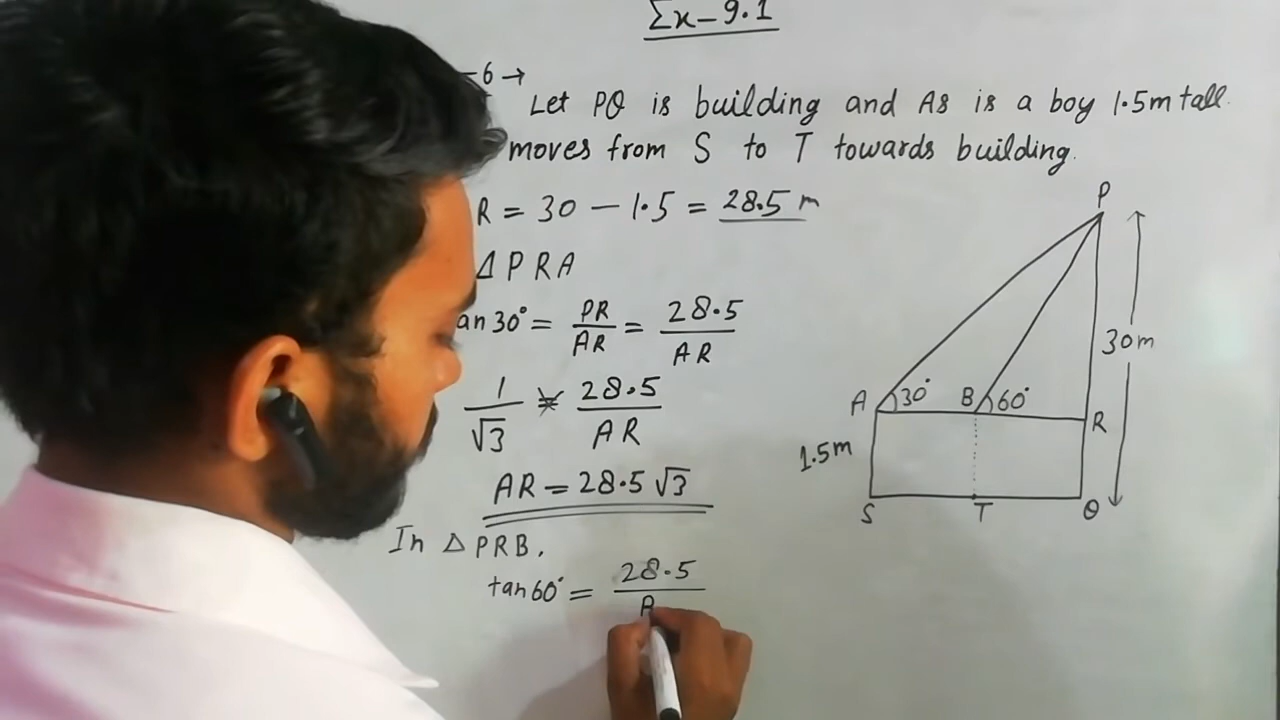 Ex-9.1
-6→
Let PQ is building and AS is a boy 1.5m tall
moves from S to T towards building.
R = 30 - 1.5 = 28.5 m
Δ PRA
an 30° = PR/AR = 28.5/AR
1/√3 = 28.5/AR
AR = 28.5 √3
In Δ PRB,
tan 60° = 28.5/B
P
30m
A 30° B 60° R
1.5m
S T Q